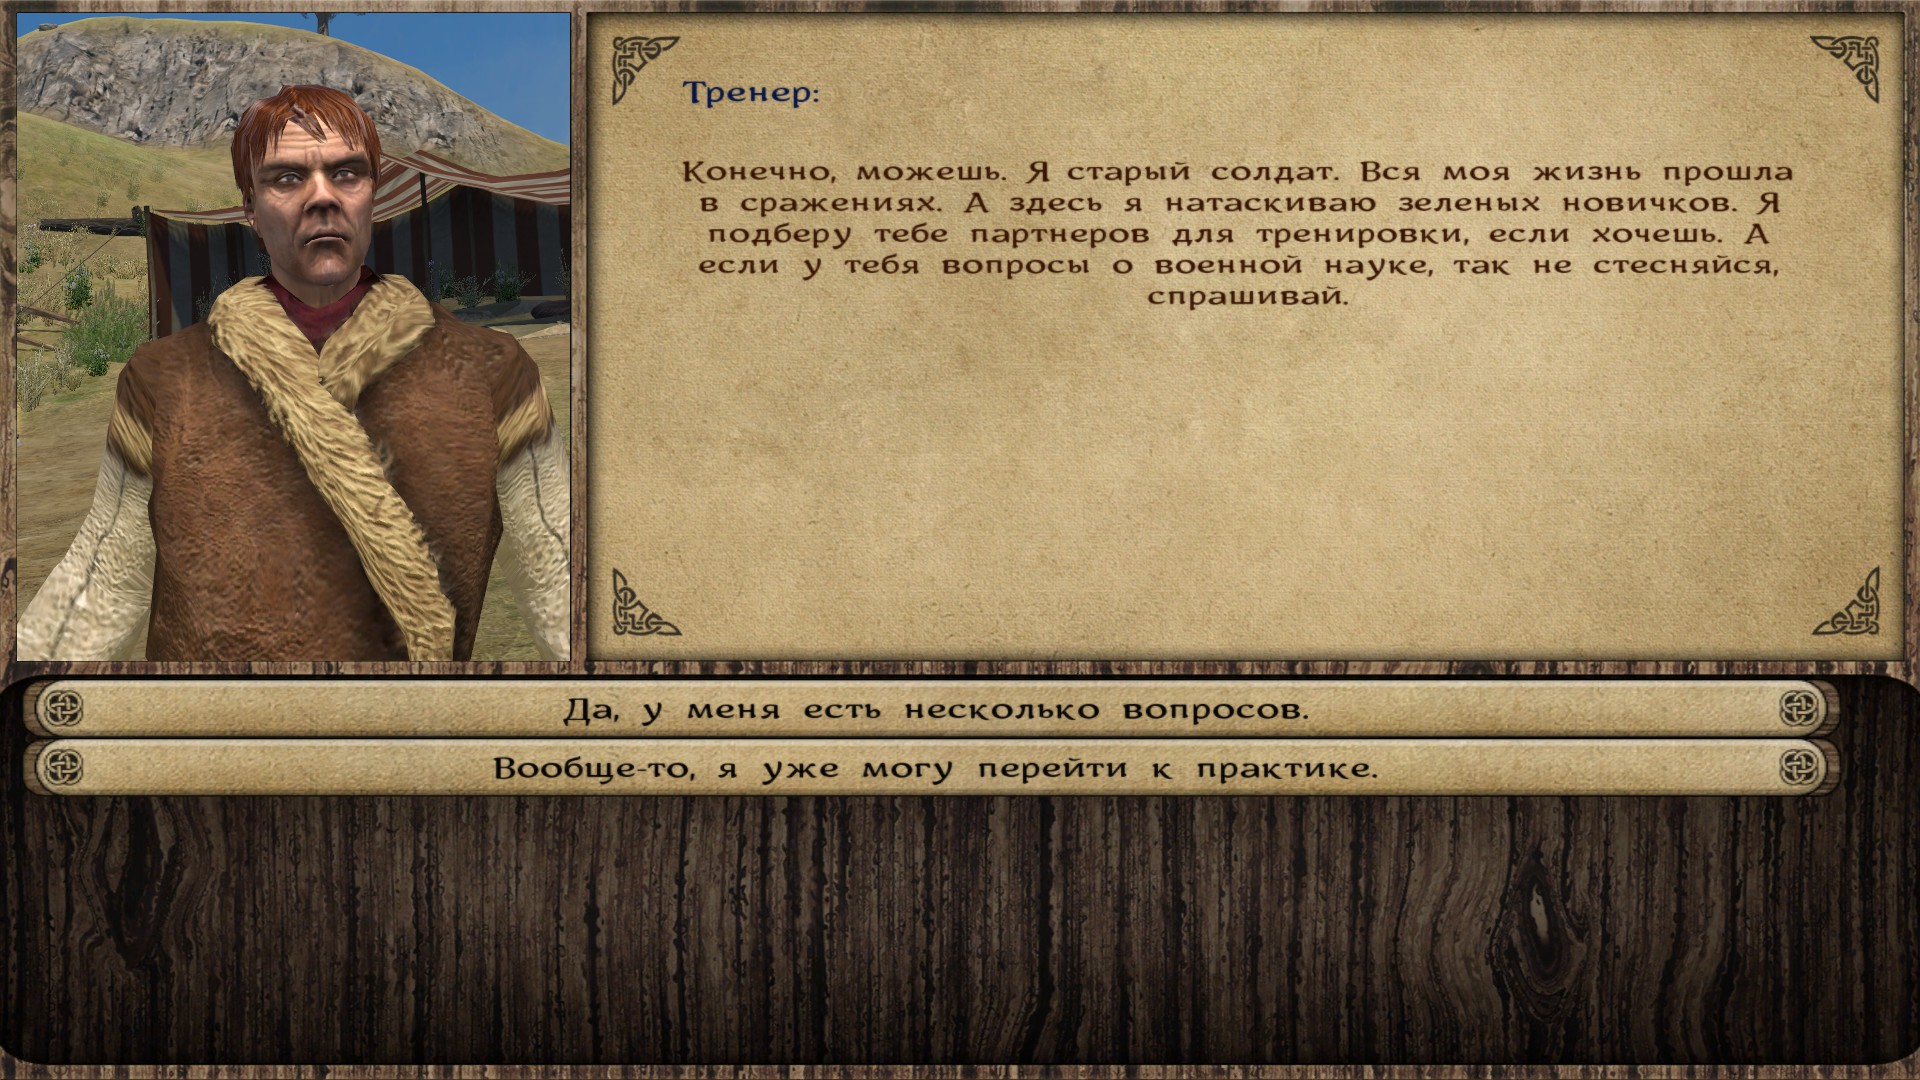 Тренер:
Конечно, можешь. Я старый солдат. Вся моя жизнь прошла
в сражениях. А здесь я натаскиваю зеленых новичков. Я
подберу тебе партнеров для тренировки, если хочешь. А
если у тебя вопросы о военной науке, так не стесняйся,
спрашивай.
Да, у меня есть несколько вопросов.
Вообще-то, я уже могу перейти к практике.